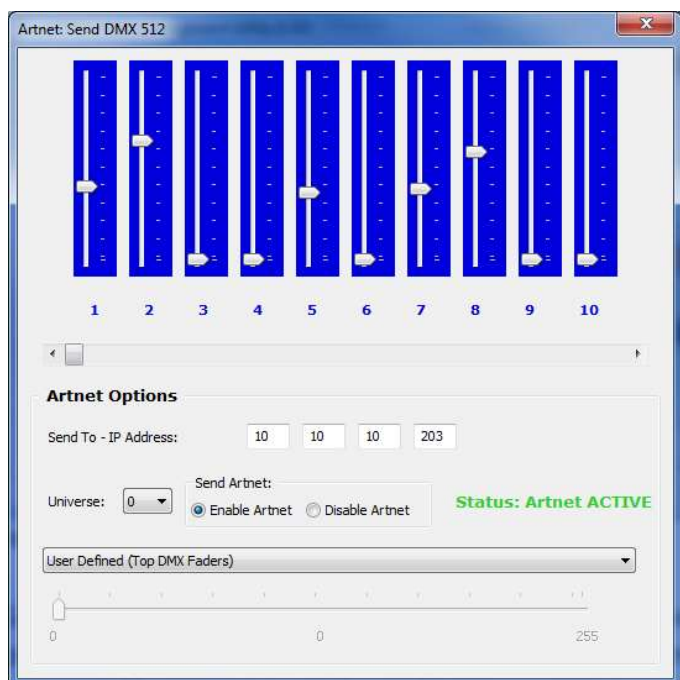 Artnet: Send DMX 512
1 2 3 4 5 6 7 8 9 10
Artnet Options
Send To - IP Address: 10 10 10 203
Send Artnet:
Universe: 0 Enable Artnet Disable Artnet Status: Artnet ACTIVE
User Defined (Top DMX Faders)
0 0 255